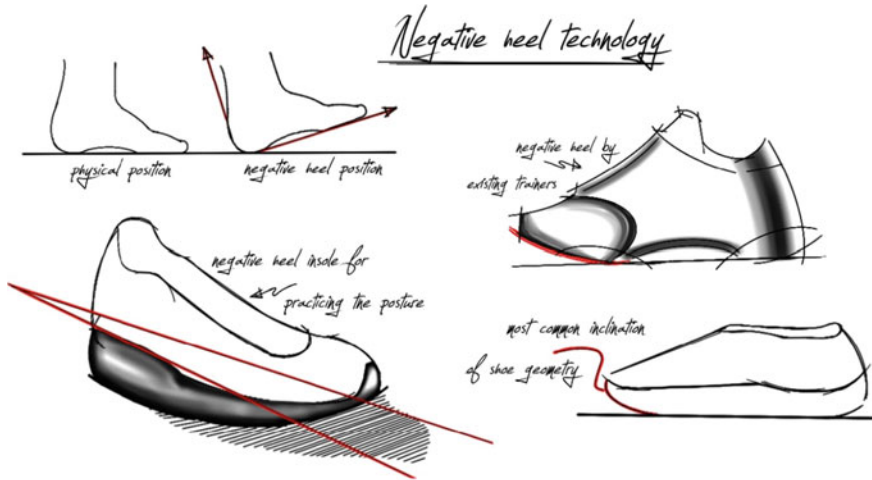 Negative heel technology
physical position
negative heel position
negative heel by
existing trainers
negative heel insole for
practicing the posture
most common inclination
of shoe geometry